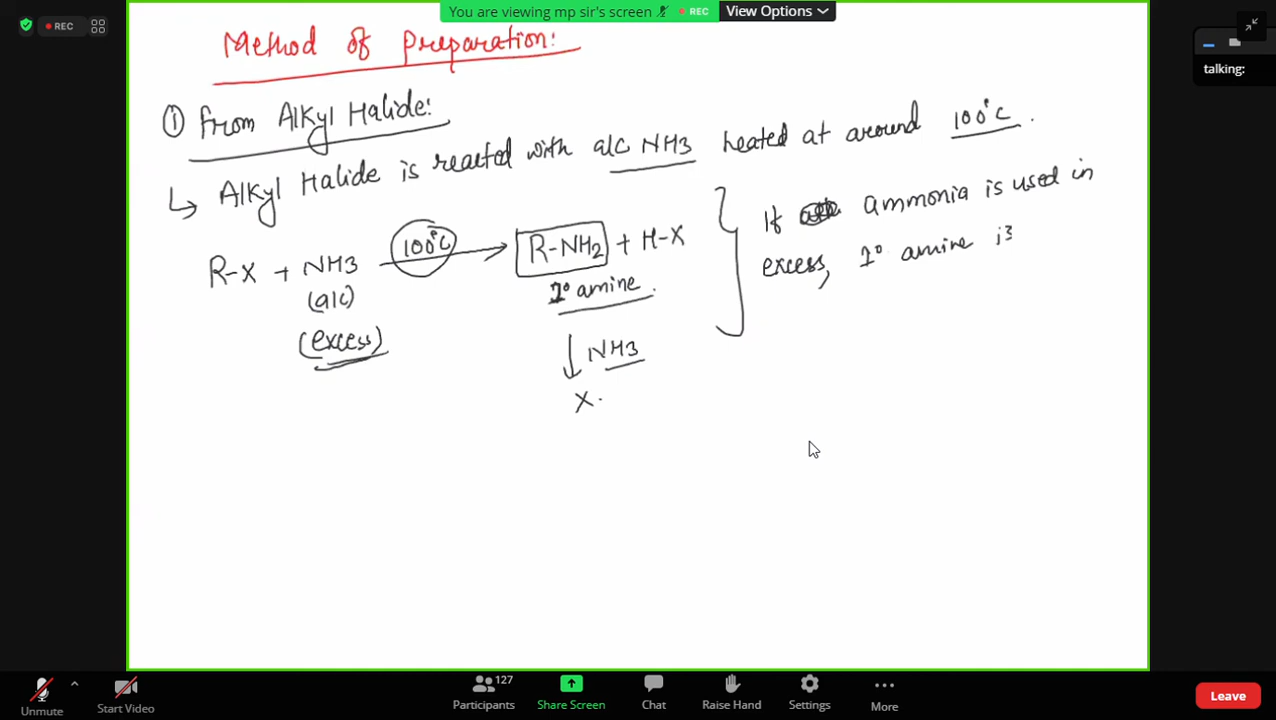 You are viewing mp sir's screen
REC
View Options
REC
talking:
Method of preparation:
① From Alkyl Halide:
↳ Alkyl Halide is reacted with alc NH3 heated at around 100°C.
R-X + NH3 100°C → R-NH2 + H-X
(alc)
(excess)
1° amine
↓ NH3
X.
If Ammonia is used in
excess, 1° amine is
Unmute
Start Video
Participants
127
Share Screen
Chat
Raise Hand
Settings
More
Leave